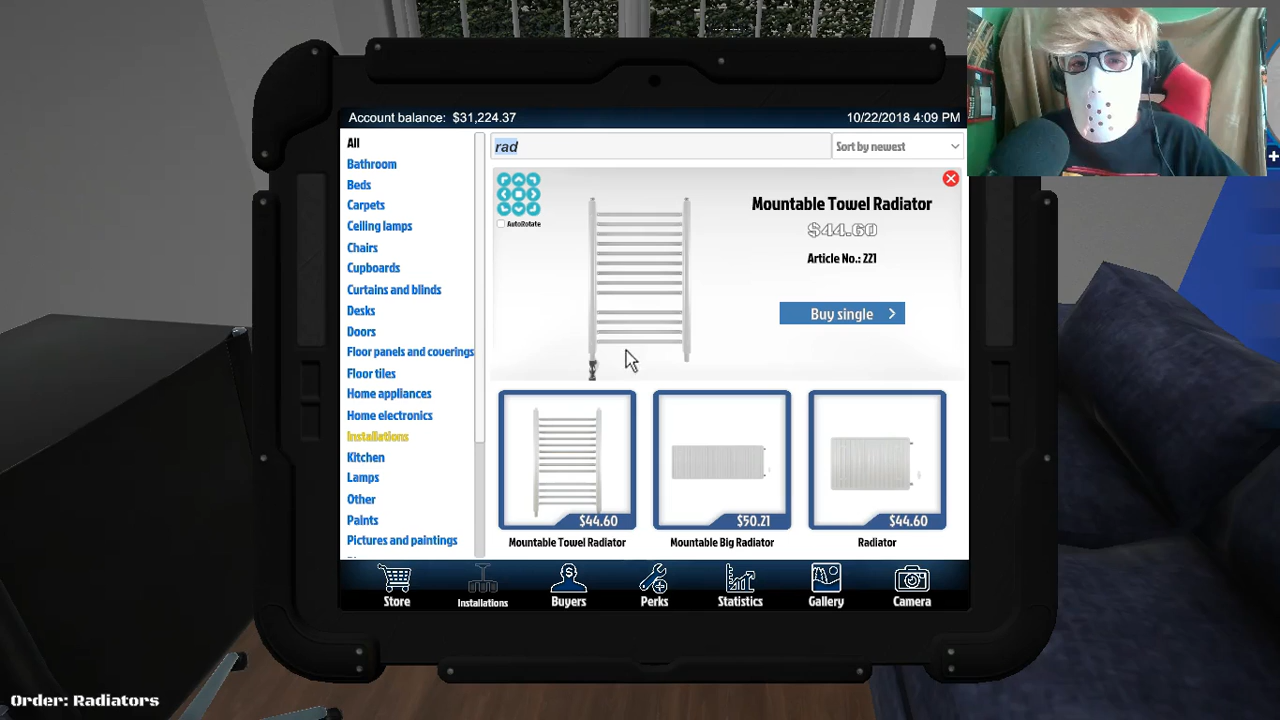 Account balance: $31,224.37
10/22/2018 4:09 PM
All
Bathroom
Beds
Carpets
Ceiling lamps
Chairs
Cupboards
Curtains and blinds
Desks
Doors
Floor panels and coverings
Floor tiles
Home appliances
Home electronics
Installations
Kitchen
Lamps
Other
Paints
Pictures and paintings
rad
Sort by newest
AutoRotate
Mountable Towel Radiator
$44.60
Article No.: ZZ1
Buy single
$44.60
$50.21
$44.60
Mountable Towel Radiator
Mountable Big Radiator
Radiator
Store
Installations
Buyers
Perks
Statistics
Gallery
Camera
Order: Radiators